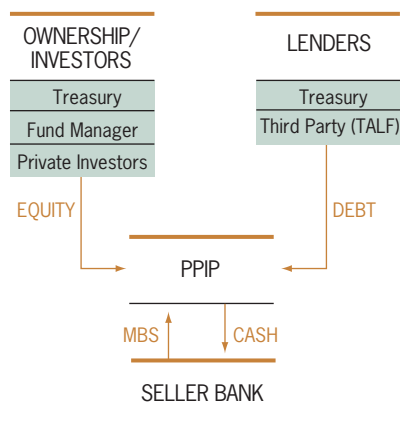 OWNERSHIP/
INVESTORS
Treasury
Fund Manager
Private Investors
LENDERS
Treasury
Third Party (TALF)
EQUITY
DEBT
PPIP
MBS
CASH
SELLER BANK